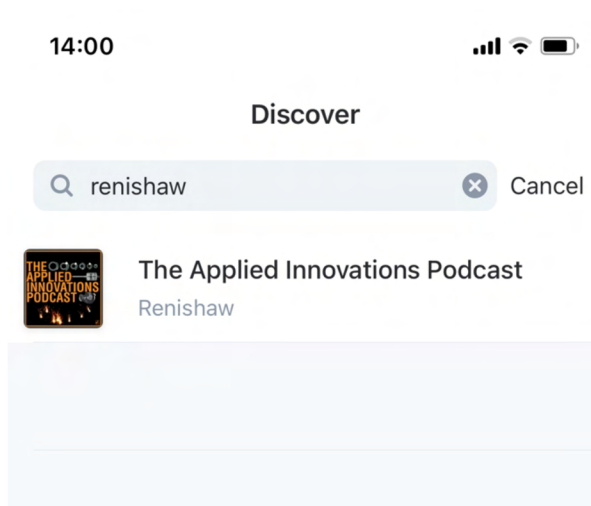 14:00
Discover
renishaw
Cancel
THE
APPLIED
INNOVATIONS
PODCAST
The Applied Innovations Podcast
Renishaw